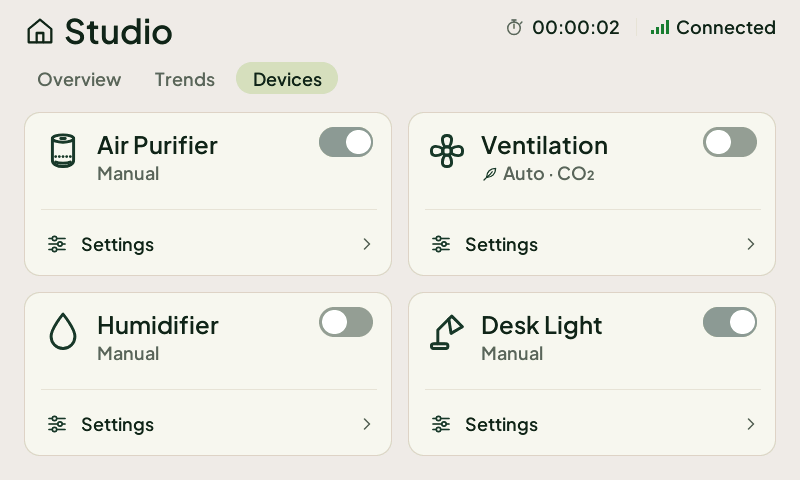 Studio
00:00:02
Connected
Overview
Trends
Devices
Air Purifier
Manual
Settings
Ventilation
Auto · CO₂
Settings
Humidifier
Manual
Settings
Desk Light
Manual
Settings